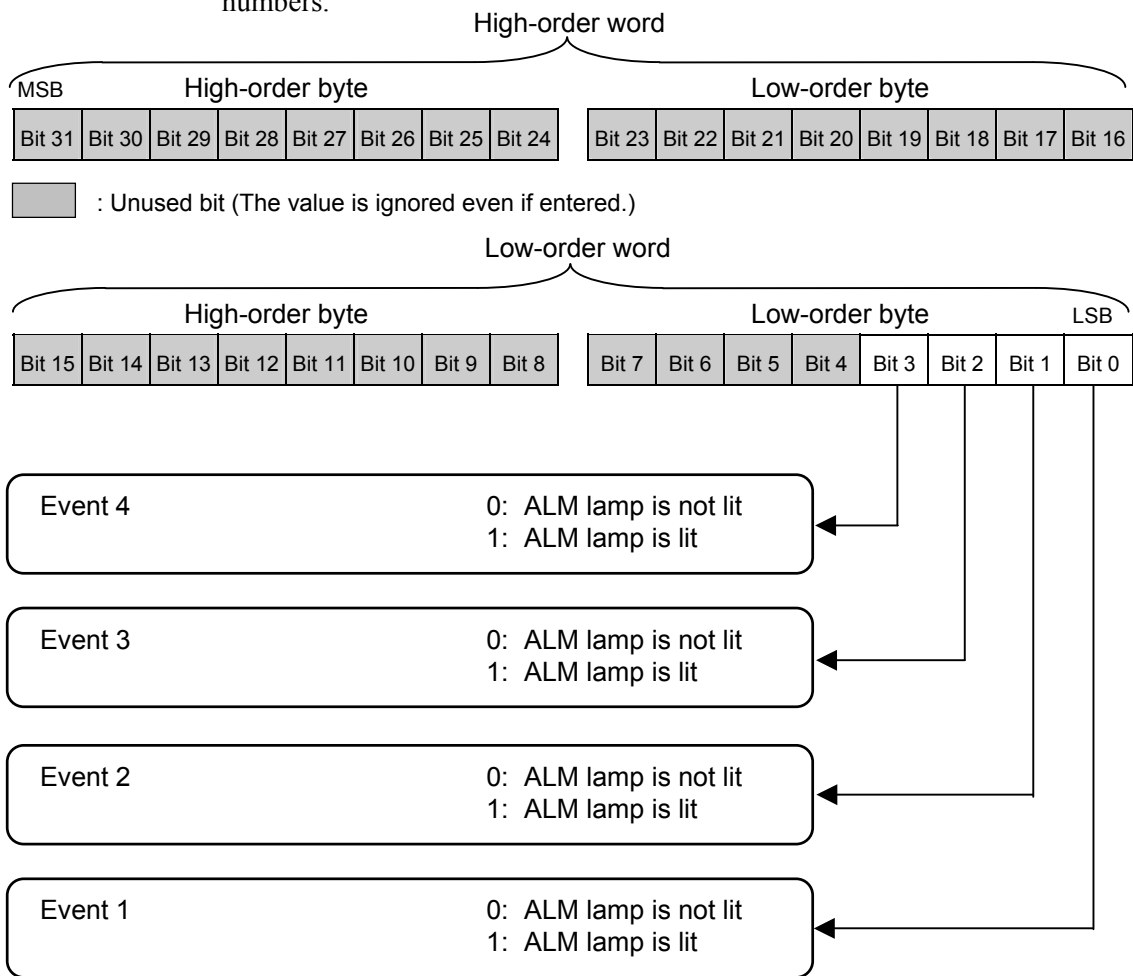 numbers.
High-order word
MSB High-order byte Low-order byte
Bit 31 Bit 30 Bit 29 Bit 28 Bit 27 Bit 26 Bit 25 Bit 24 Bit 23 Bit 22 Bit 21 Bit 20 Bit 19 Bit 18 Bit 17 Bit 16
: Unused bit (The value is ignored even if entered.)
Low-order word
High-order byte Low-order byte LSB
Bit 15 Bit 14 Bit 13 Bit 12 Bit 11 Bit 10 Bit 9 Bit 8 Bit 7 Bit 6 Bit 5 Bit 4 Bit 3 Bit 2 Bit 1 Bit 0
Event 4 0: ALM lamp is not lit
1: ALM lamp is lit
Event 3 0: ALM lamp is not lit
1: ALM lamp is lit
Event 2 0: ALM lamp is not lit
1: ALM lamp is lit
Event 1 0: ALM lamp is not lit
1: ALM lamp is lit